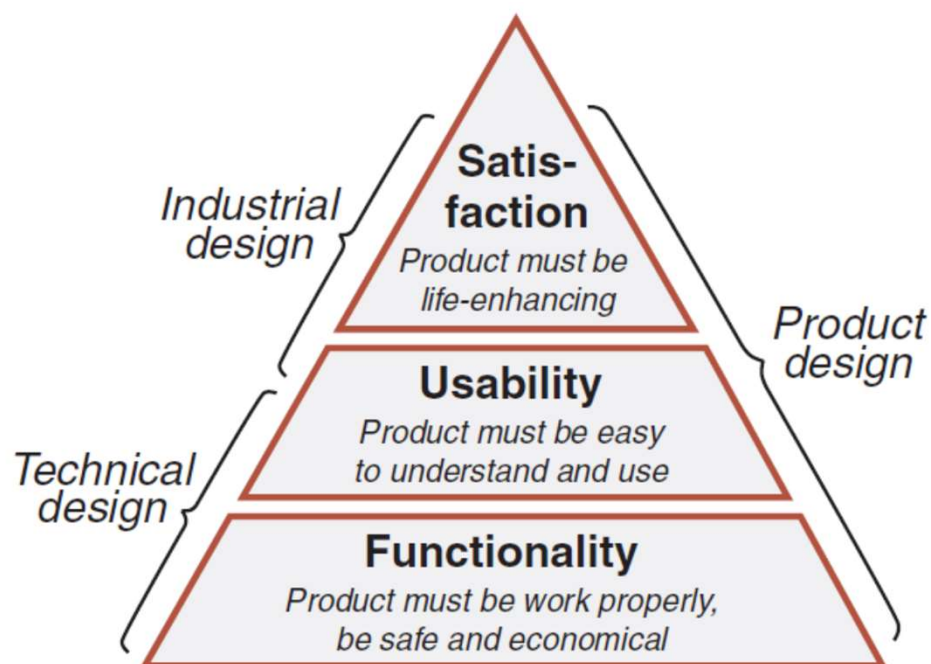 Satis-
faction
Product must be
life-enhancing
Industrial
design
Product
design
Usability
Product must be easy
to understand and use
Technical
design
Functionality
Product must be work properly,
be safe and economical